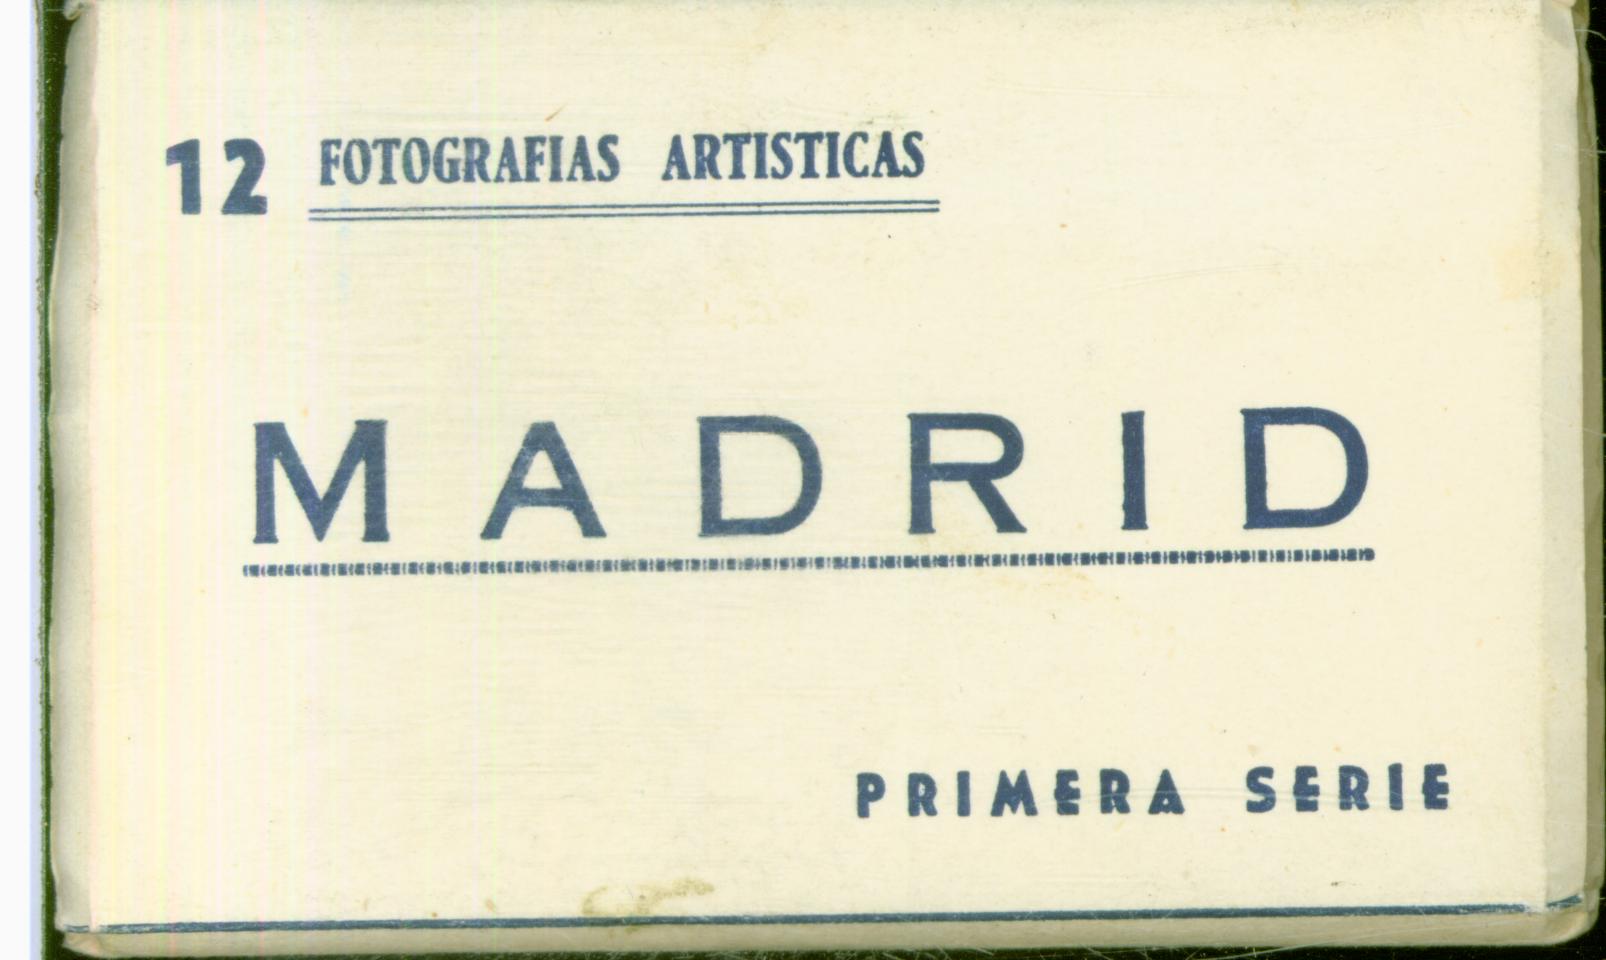 12 FOTOGRAFIAS ARTISTICAS
MADRID
PRIMERA SERIE